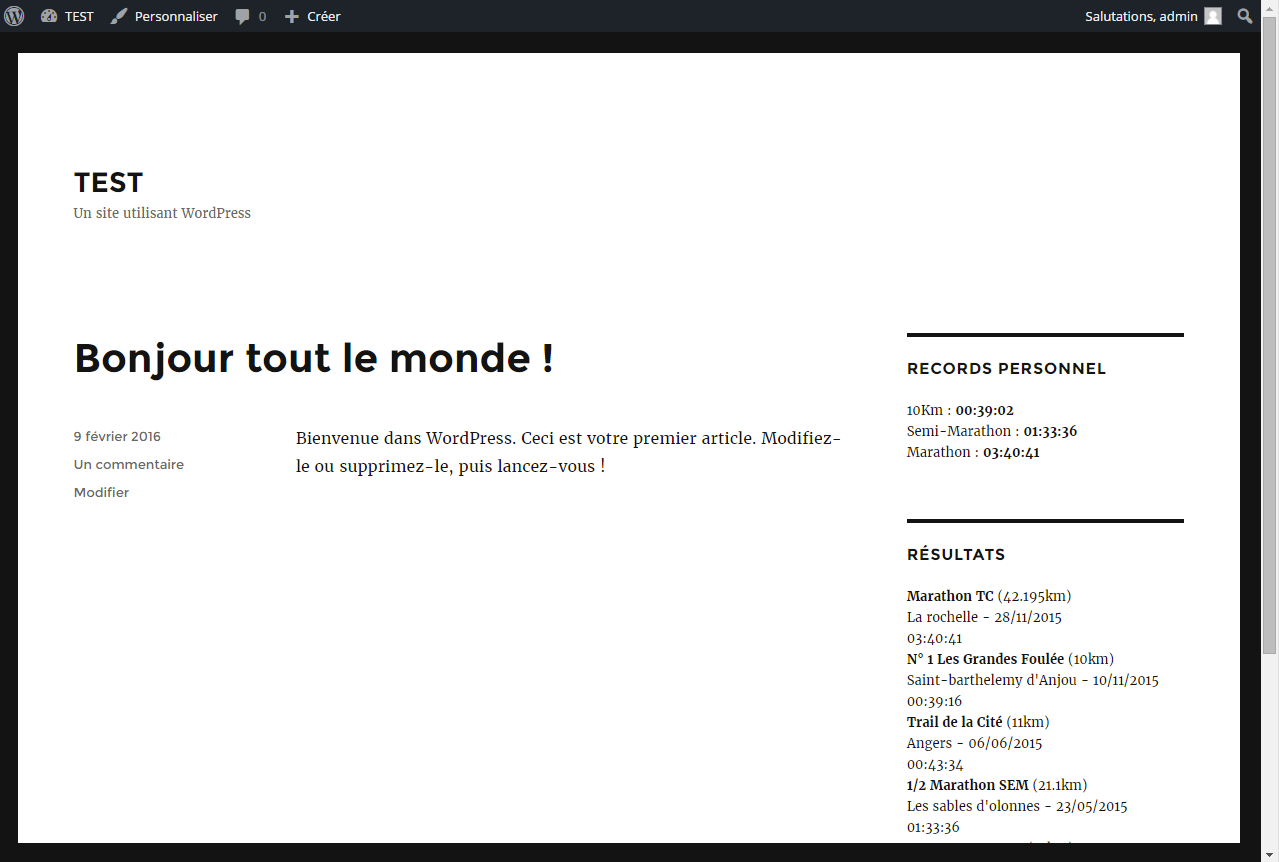 TEST Personnaliser 0 Créer Salutations, admin
TEST
Un site utilisant WordPress
Bonjour tout le monde !
9 février 2016
Un commentaire
Modifier
Bienvenue dans WordPress. Ceci est votre premier article. Modifiez-
le ou supprimez-le, puis lancez-vous !
RECORDS PERSONNEL
10Km : 00:39:02
Semi-Marathon : 01:33:36
Marathon : 03:40:41
RÉSULTATS
Marathon TC (42.195km)
La rochelle - 28/11/2015
03:40:41
N° 1 Les Grandes Foulée (10km)
Saint-barthelemy d'Anjou - 10/11/2015
00:39:16
Trail de la Cité (11km)
Angers - 06/06/2015
00:43:34
1/2 Marathon SEM (21.1km)
Les sables d'olonnes - 23/05/2015
01:33:36